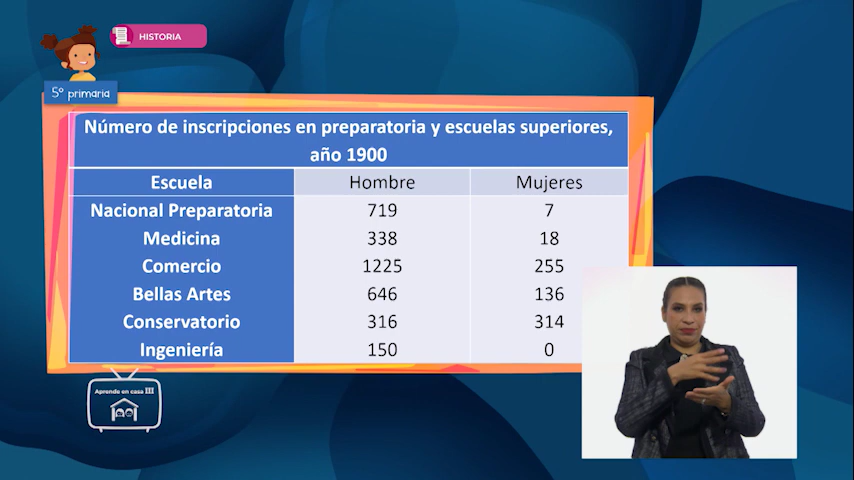 HISTORIA
5° primaria
Número de inscripciones en preparatoria y escuelas superiores,
año 1900
Escuela Hombre Mujeres
Nacional Preparatoria 719 7
Medicina 338 18
Comercio 1225 255
Bellas Artes 646 136
Conservatorio 316 314
Ingeniería 150 0
Aprende en casa III